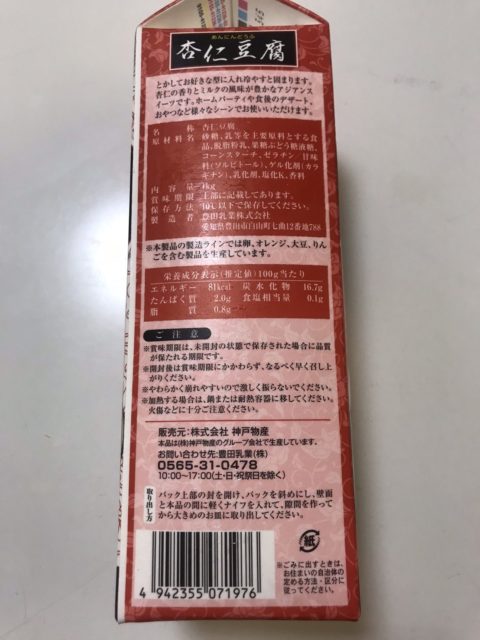 あんにんどうふ
杏仁豆腐
とかしてお好きな型に入れ冷やすと固まります。
杏仁の香りとミルクの風味が豊かなアジアンス
イーツです。ホームパーティや食後のデザート、
おやつなど様々なシーンでお使いいただけます。
名称 杏仁豆腐
原材料名 砂糖、乳等を主要原料とする食
品、脱脂粉乳、果糖ぶどう糖液糖、
コーンスターチ、ゼラチン/甘味
料(ソルビトール)、ゲル化剤(カラ
ギナン)、乳化剤、塩化K、香料
内容量 1kg
賞味期限 上部に記載してあります。
保存方法 10℃以下で保存してください。
製造者 豊田乳業株式会社
愛知県豊田市白山町七曲12番地788
※本製品の製造ラインでは卵、オレンジ、大豆、りん
ごを含む製品を生産しています。
栄養成分表示(推定値)100g当たり
エネルギー 81kcal 炭水化物 16.7g
たんぱく質 2.0g 食塩相当量 0.1g
脂質 0.8g
ご注意
※賞味期限は、未開封の状態で保存された場合に品質
が保たれる期限です。
※開封後は賞味期限にかかわらず、なるべく早く召し上
がりください。
※やわらかく崩れやすいので激しく振らないでください。
※加熱する場合は、鍋または耐熱容器に移してください。
火傷などに十分ご注意ください。
販売元:株式会社 神戸物産
本品は(株)神戸物産のグループ会社で生産しています。
お問い合わせ先:豊田乳業(株)
0565-31-0478
10:00〜17:00(土・日・祝祭日を除く)
取り出し方
パック上部の封を開け、パックを斜めにし、壁面
と本品の間に軽くナイフを入れて、隙間を作って
から大きめのお皿に取り出してください。
紙
4 942355 071976
※ごみに出すときは、
お住まいの自治体の
定める方法・区分に
従ってください。